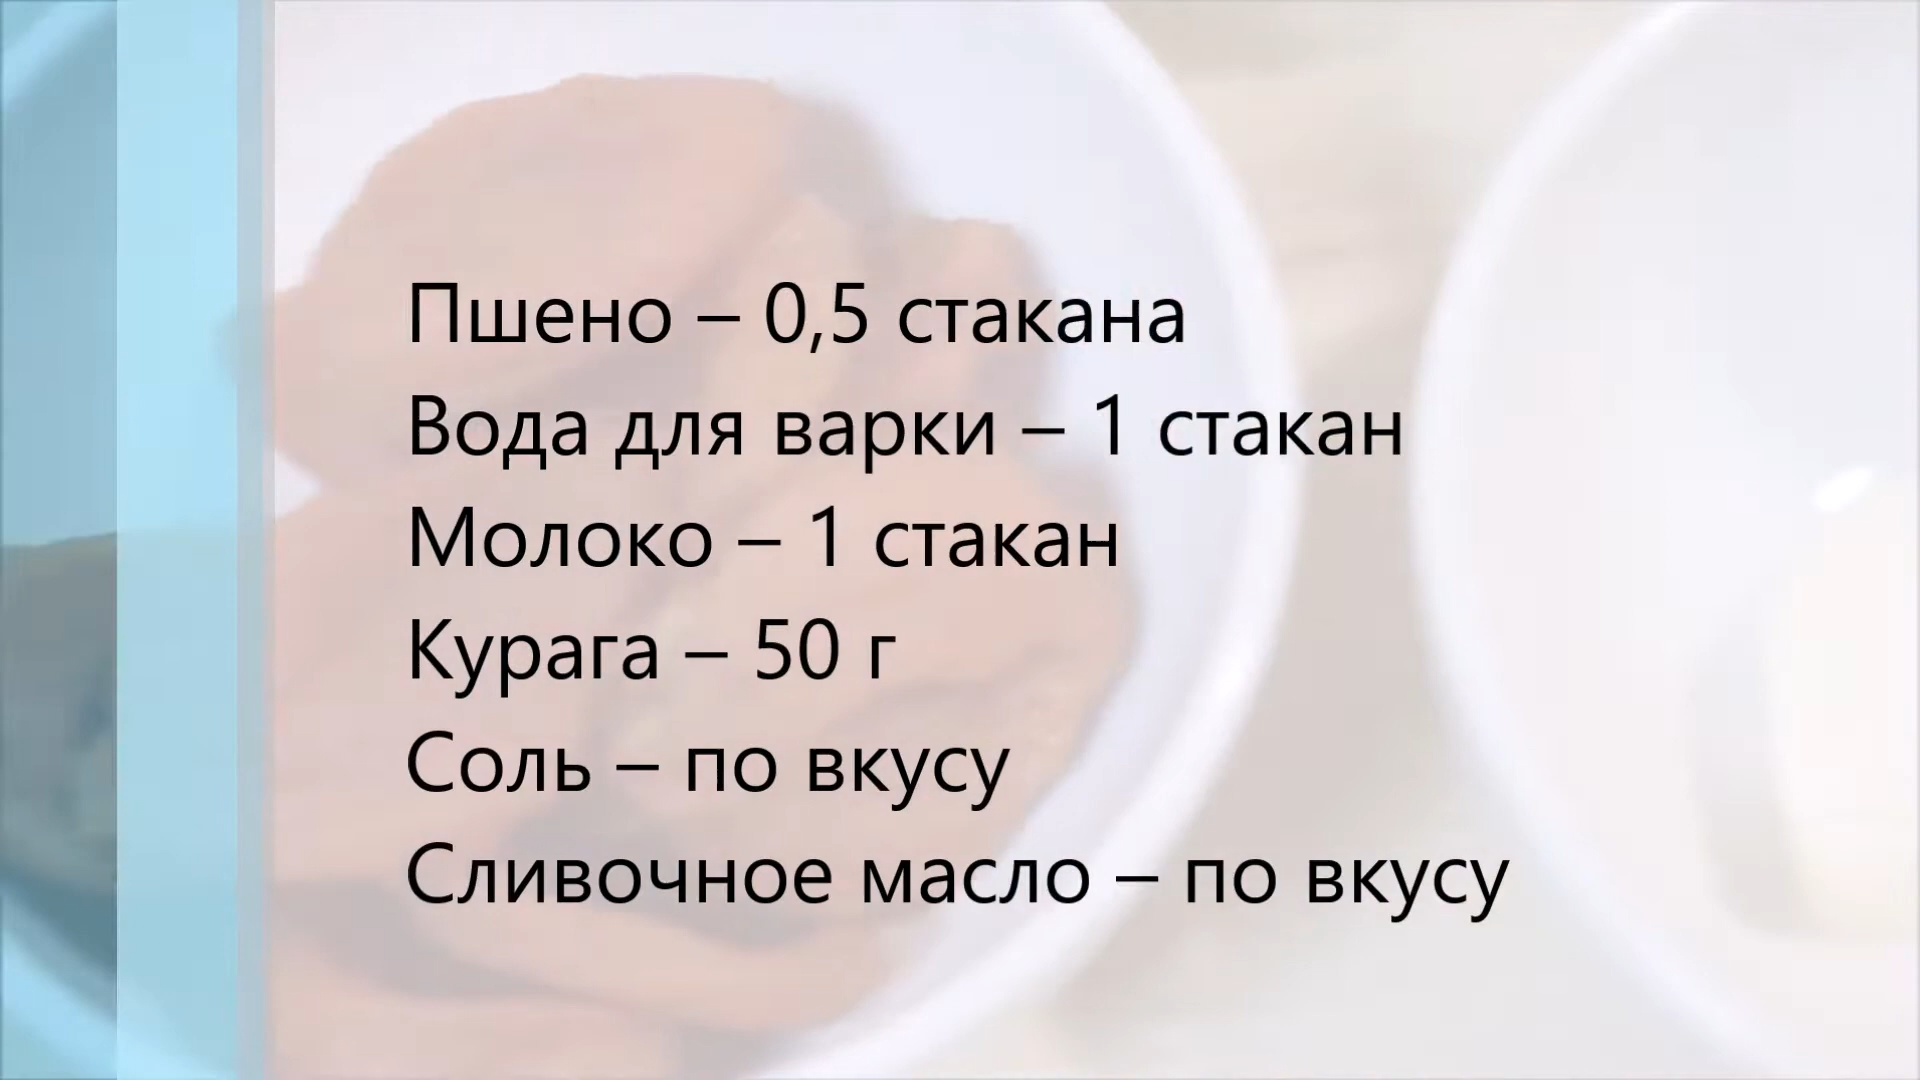 Пшено – 0,5 стакана
Вода для варки – 1 стакан
Молоко – 1 стакан
Курага – 50 г
Соль – по вкусу
Сливочное масло – по вкусу